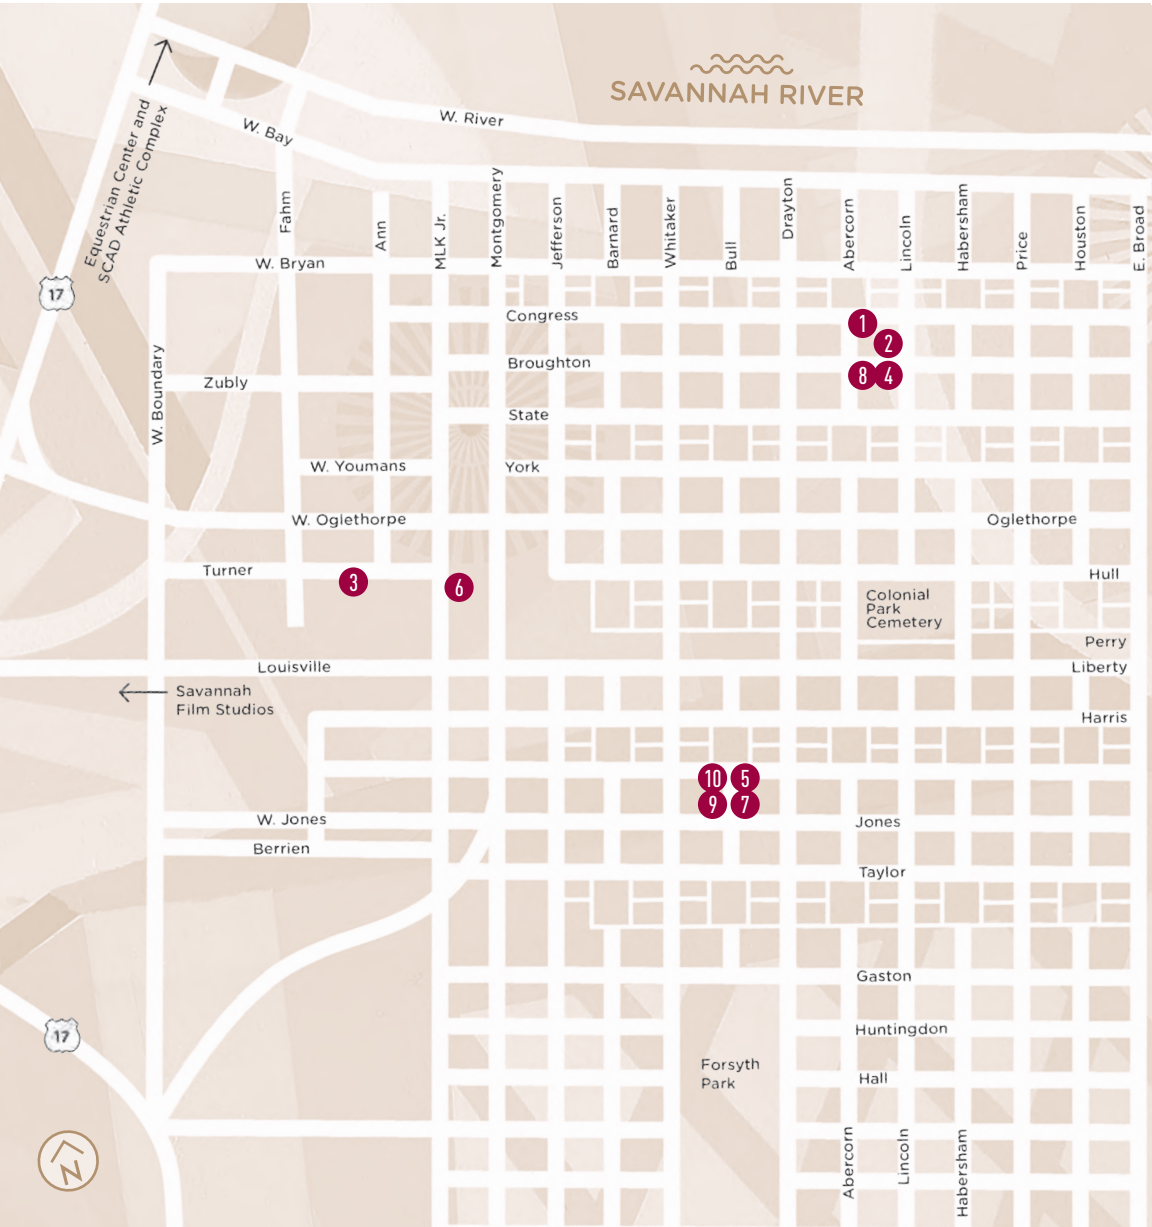 SAVANNAH RIVER
W. River
W. Bay
Equestrian Center and
SCAD Athletic Complex
17
Fahm
Ann
MLK Jr.
Montgomery
Jefferson
Barnard
Whitaker
Bull
Drayton
Abercorn
Lincoln
Habersham
Price
Houston
E. Broad
W. Bryan
Congress
1
2
Broughton
8
4
W. Boundary
Zubly
State
W. Youmans
York
W. Oglethorpe
Oglethorpe
Turner
3
6
Hull
Colonial
Park
Cemetery
Perry
Louisville
Liberty
Savannah
Film Studios
Harris
10
5
9
7
W. Jones
Jones
Berrien
Taylor
Gaston
17
Huntingdon
Forsyth
Park
Hall
Abercorn
Lincoln
Habersham
N